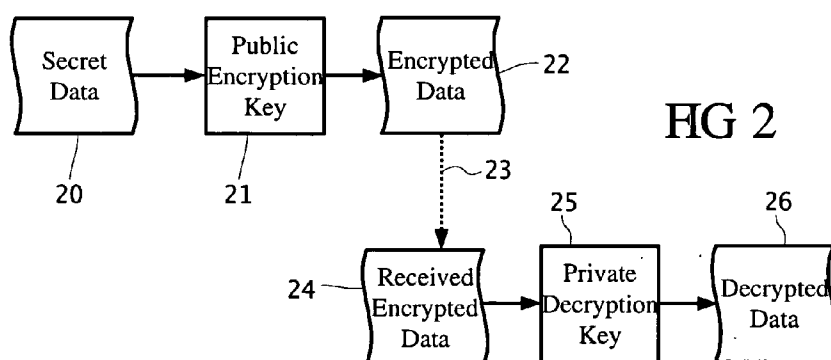 Secret
Data
Public
Encryption
Key
Encrypted
Data
22
FIG 2
20
21
23
25
26
24
Received
Encrypted
Data
Private
Decryption
Key
Decrypted
Data